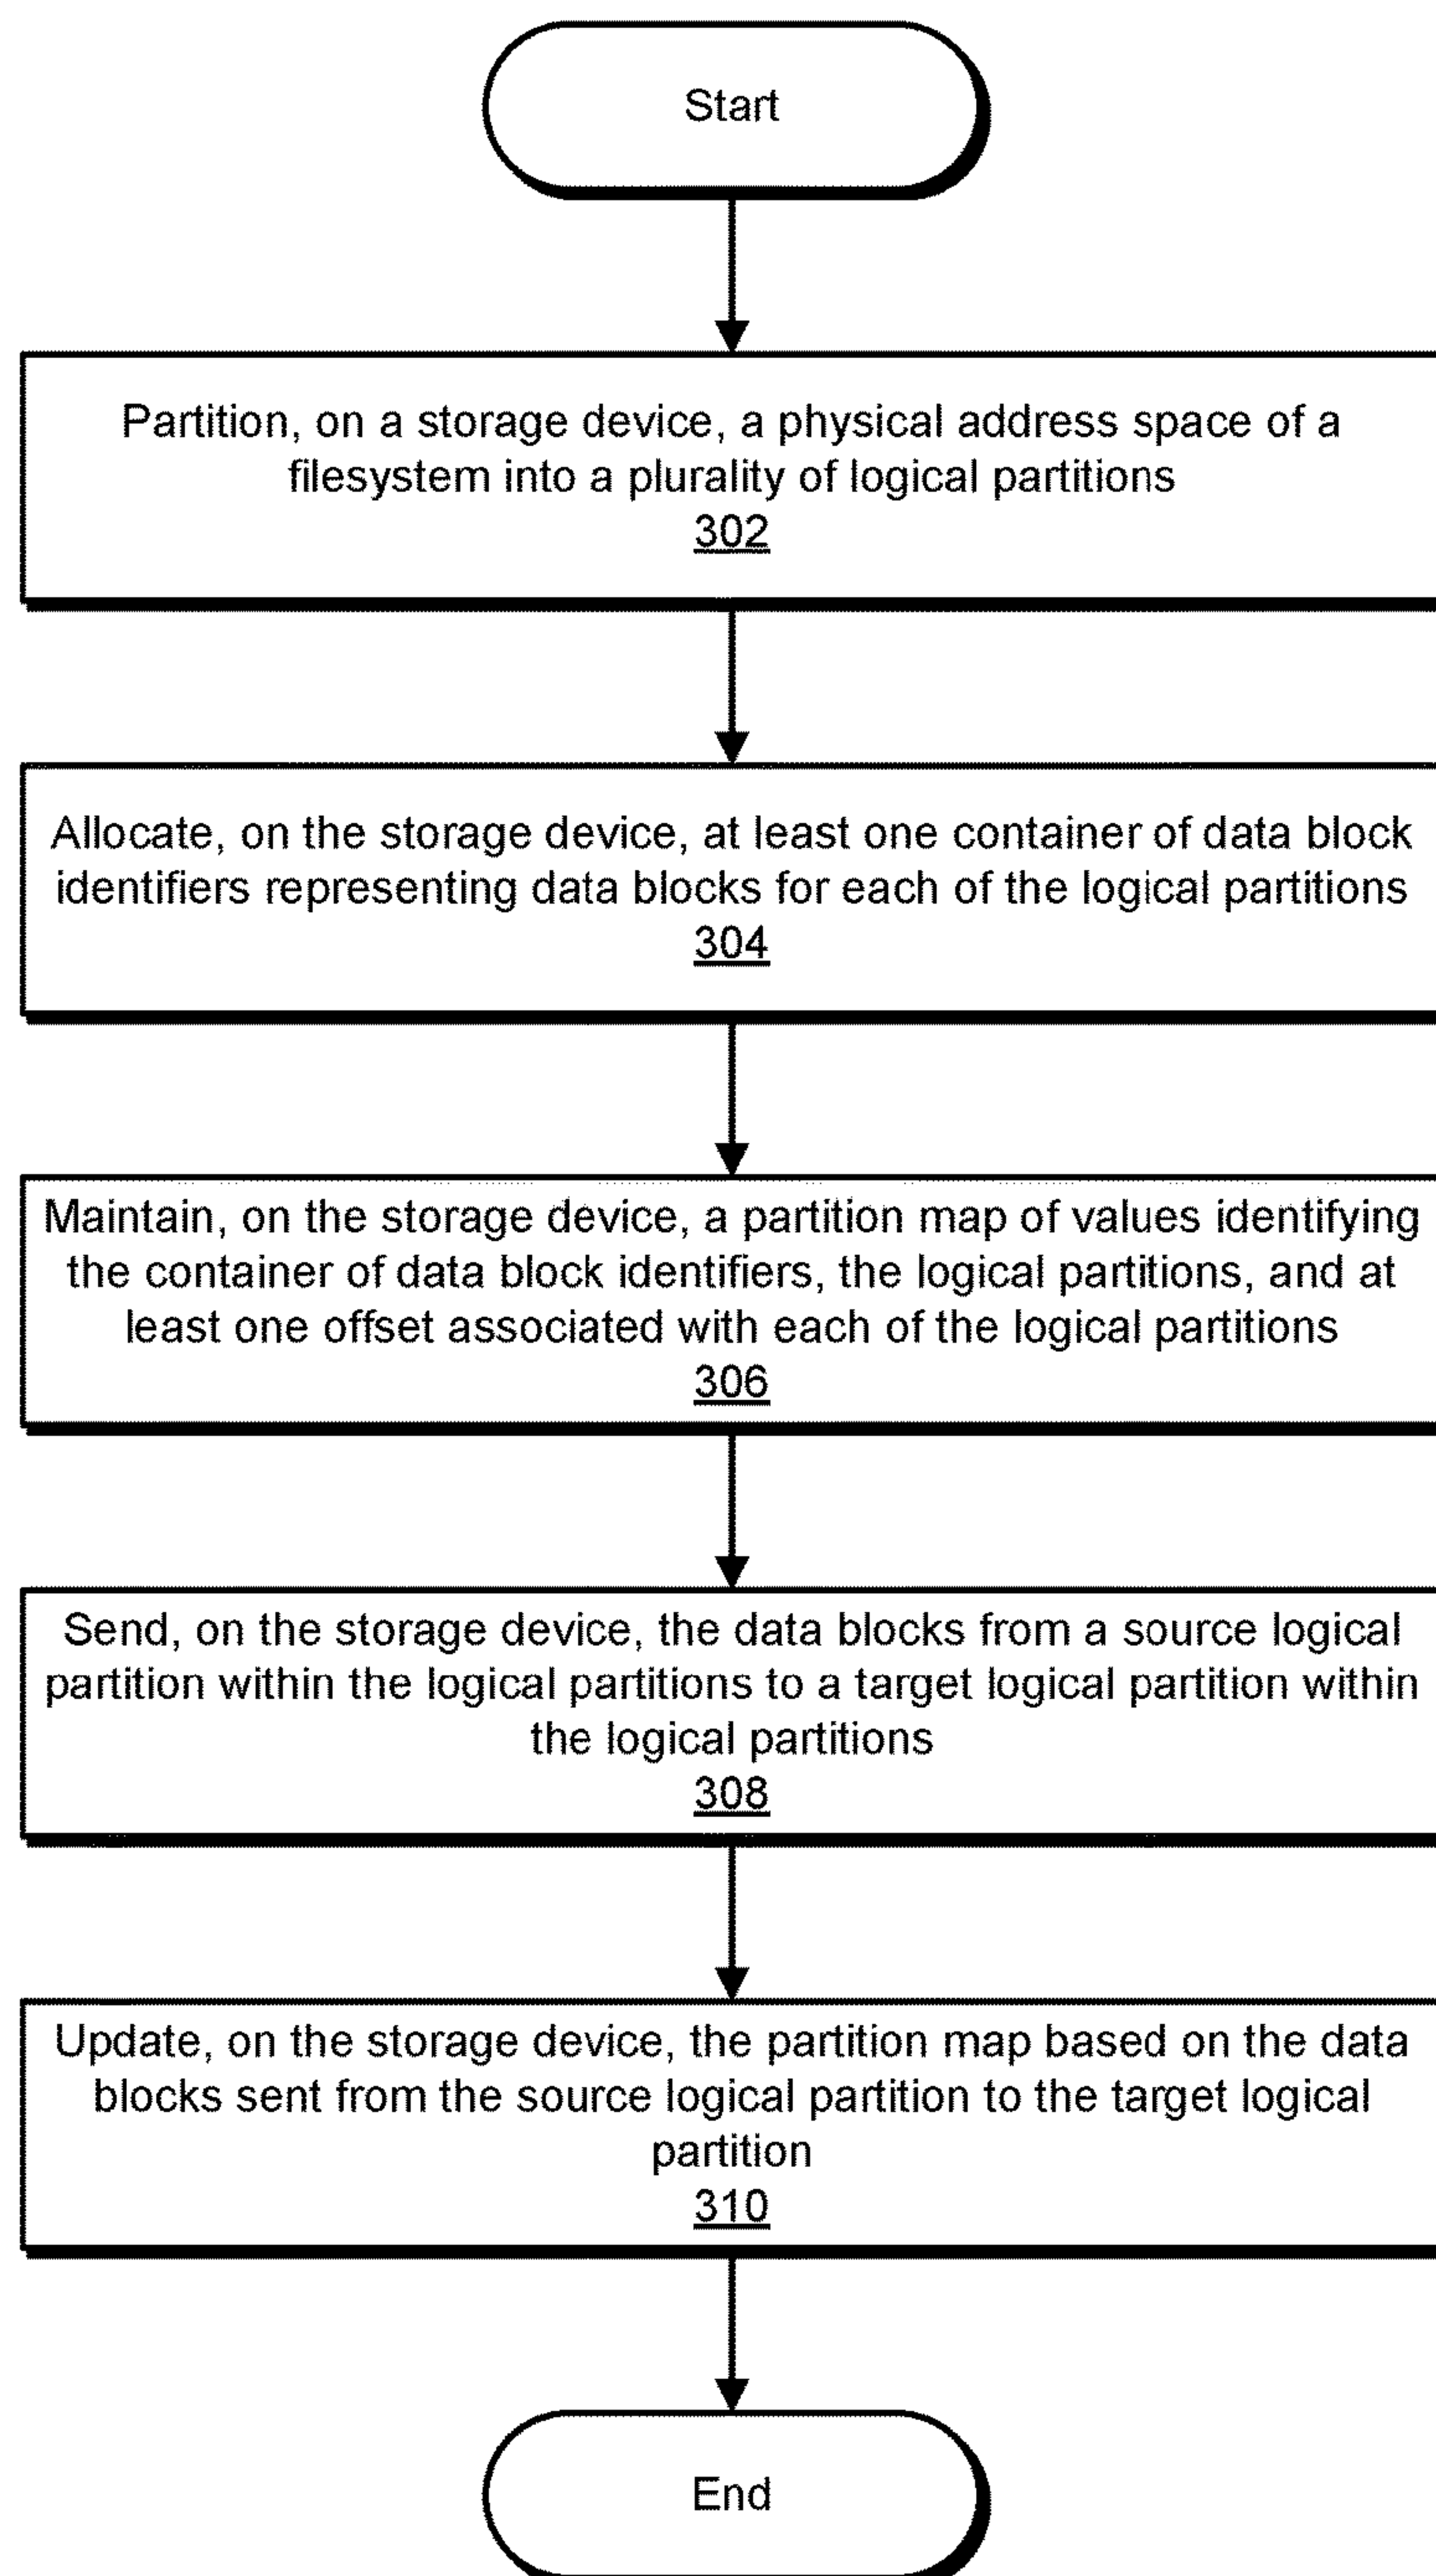 Start
Partition, on a storage device, a physical address space of a
filesystem into a plurality of logical partitions
302
Allocate, on the storage device, at least one container of data block
identifiers representing data blocks for each of the logical partitions
304
Maintain, on the storage device, a partition map of values identifying
the container of data block identifiers, the logical partitions, and at
least one offset associated with each of the logical partitions
306
Send, on the storage device, the data blocks from a source logical
partition within the logical partitions to a target logical partition within
the logical partitions
308
Update, on the storage device, the partition map based on the data
blocks sent from the source logical partition to the target logical
partition
310
End